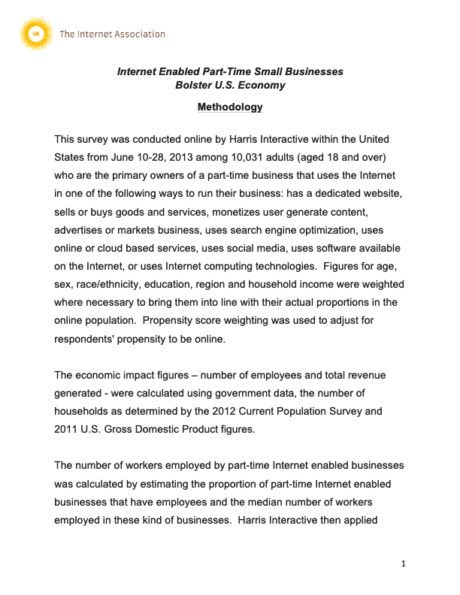 IA
The Internet Association
Internet Enabled Part-Time Small Businesses
Bolster U.S. Economy
Methodology
This survey was conducted online by Harris Interactive within the United
States from June 10-28, 2013 among 10,031 adults (aged 18 and over)
who are the primary owners of a part-time business that uses the Internet
in one of the following ways to run their business: has a dedicated website,
sells or buys goods and services, monetizes user generate content,
advertises or markets business, uses search engine optimization, uses
online or cloud based services, uses social media, uses software available
on the Internet, or uses Internet computing technologies.  Figures for age,
sex, race/ethnicity, education, region and household income were weighted
where necessary to bring them into line with their actual proportions in the
online population.  Propensity score weighting was used to adjust for
respondents' propensity to be online.
The economic impact figures – number of employees and total revenue
generated - were calculated using government data, the number of
households as determined by the 2012 Current Population Survey and
2011 U.S. Gross Domestic Product figures.
The number of workers employed by part-time Internet enabled businesses
was calculated by estimating the proportion of part-time Internet enabled
businesses that have employees and the median number of workers
employed in these kind of businesses.  Harris Interactive then applied
1